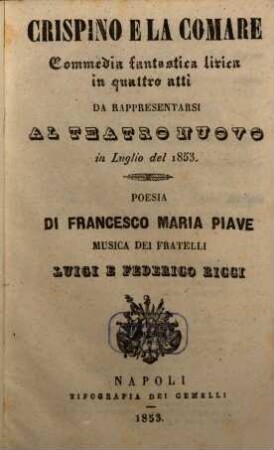 CRISPINO E LA COMARE
Commedia fantastica lirica
in quattro atti
DA RAPPRESENTARSI
AL TEATRO NUOVO
in Luglio del 1853.
POESIA
DI FRANCESCO MARIA PIAVE
MUSICA DEI FRATELLI
LUIGI E FEDERICO RICCI
NAPOLI
TIPOGRAFIA DEI GEMELLI
1853.